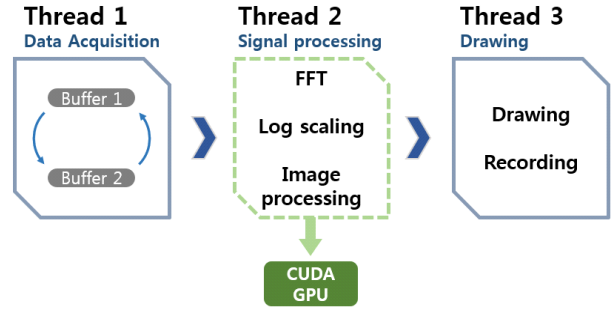 Thread 1
Data Acquisition
Buffer 1
Buffer 2
Thread 2
Signal processing
FFT
Log scaling
Image
processing
CUDA
GPU
Thread 3
Drawing
Drawing
Recording